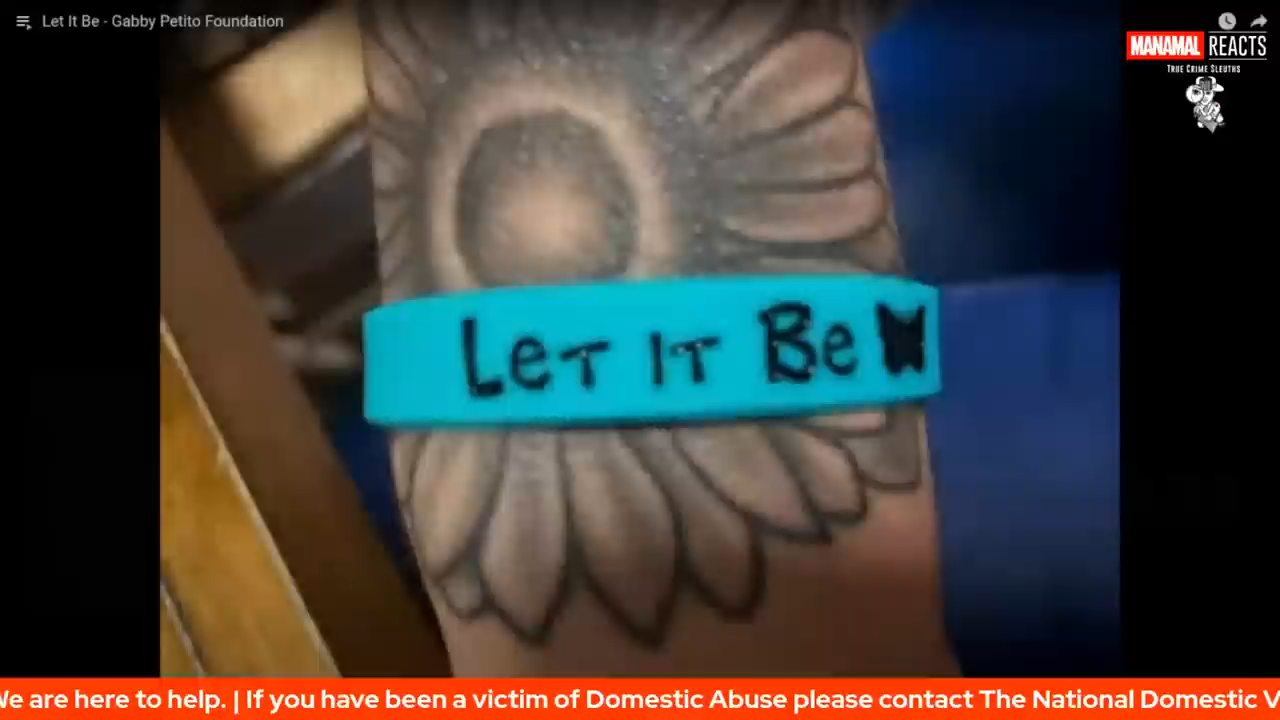 Let It Be - Gabby Petito Foundation
MANAMAL REACTS
TRUE CRIME SLEUTHS
LeT IT Be
We are here to help. | If you have been a victim of Domestic Abuse please contact The National Domestic V